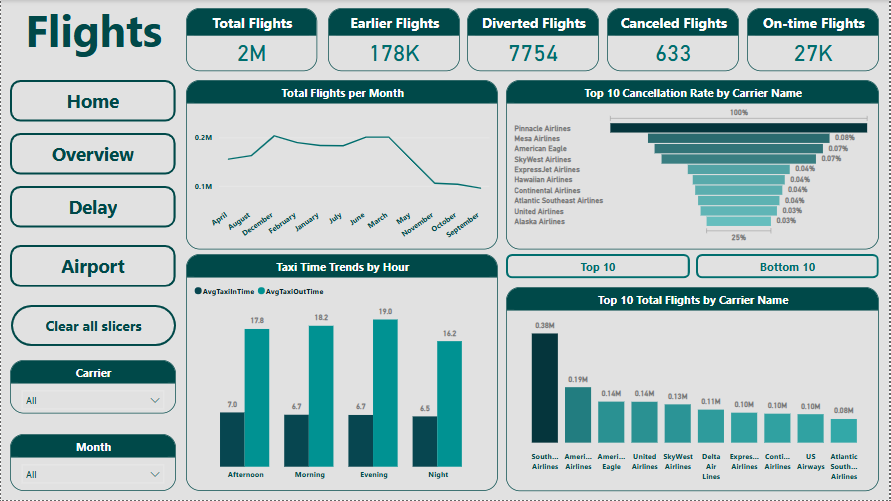 Flights
Total Flights
2M
Earlier Flights
178K
Diverted Flights
7754
Canceled Flights
633
On-time Flights
27K
Home
Overview
Delay
Airport
Clear all slicers
Carrier
All
Month
All
Total Flights per Month
0.2M
0.1M
April
August
December
February
January
July
June
March
May
November
October
September
Top 10 Cancellation Rate by Carrier Name
100%
Pinnacle Airlines
Mesa Airlines 0.08%
American Eagle 0.07%
SkyWest Airlines 0.07%
ExpressJet Airlines 0.04%
Hawaiian Airlines 0.04%
Continental Airlines 0.04%
Atlantic Southeast Airlines 0.04%
United Airlines 0.03%
Alaska Airlines 0.03%
25%
Taxi Time Trends by Hour
AvgTaxiInTime AvgTaxiOutTime
7.0 17.8
6.7 18.2
6.7 19.0
6.5 16.2
Afternoon Morning Evening Night
Top 10
Bottom 10
Top 10 Total Flights by Carrier Name
0.38M
0.19M
0.14M
0.14M
0.13M
0.11M
0.10M
0.10M
0.10M
0.08M
South... Airlines
Ameri... Airlines
Ameri... Eagle
United Airlines
SkyWest Airlines
Delta Air Lines
Expres... Airlines
Conti... Airlines
US Airways
Atlantic South... Airlines